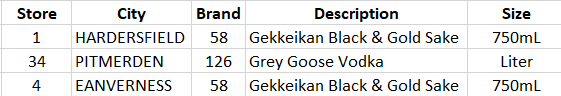 Store City Brand Description Size
1 HARDERSFIELD 58 Gekkeikan Black & Gold Sake 750mL
34 PITMERDEN 126 Grey Goose Vodka Liter
4 EANVERNESS 58 Gekkeikan Black & Gold Sake 750mL